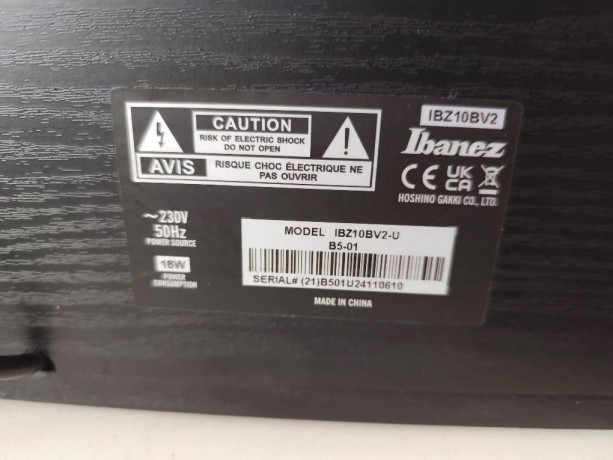 CAUTION
RISK OF ELECTRIC SHOCK
DO NOT OPEN
AVIS
RISQUE CHOC ÉLECTRIQUE NE
PAS OUVRIR
IBZ10BV2
Ibanez
CE UK CA
HOSHINO GAKKI CO., LTD.
~230V
50Hz
POWER SOURCE
18W
POWER
CONSUMPTION
MODEL IBZ10BV2-U
B5-01
SERIAL# (21)B501U24110610
MADE IN CHINA